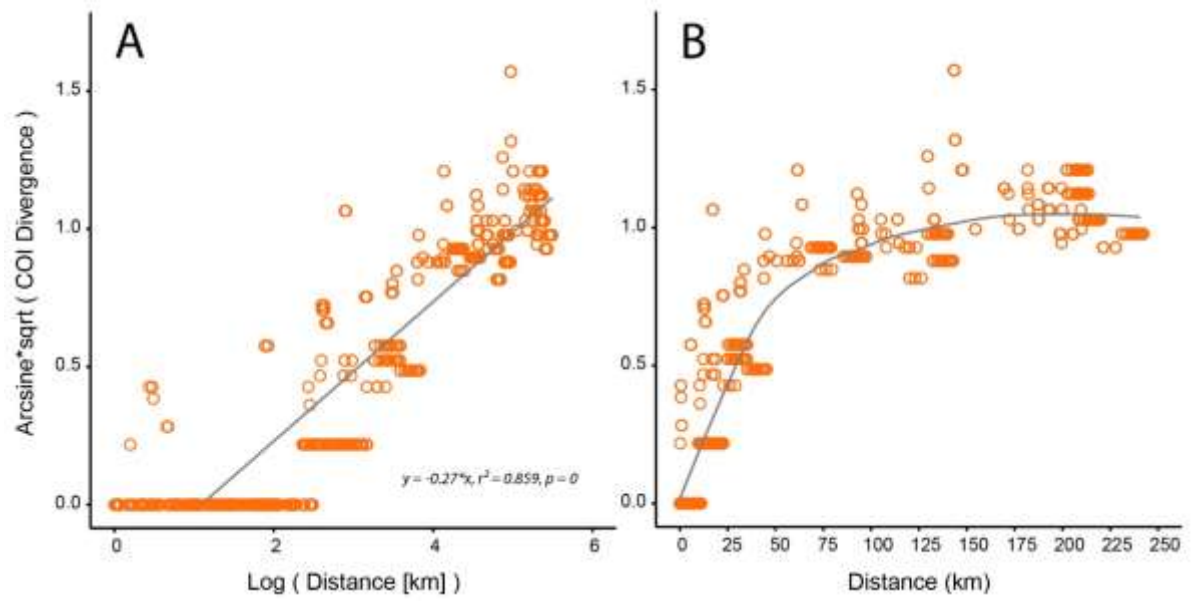 A
B
Arcsine*sqrt ( COI Divergence )
1.5
1.0
0.5
0.0
y = -0.27*x, r² = 0.859, p = 0
0 2 4 6
Log ( Distance [km] )
1.5
1.0
0.5
0.0
0 25 50 75 100 125 150 175 200 225 250
Distance (km)